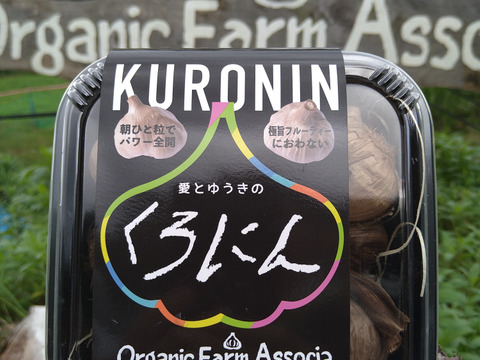 Organic Farm Associa
KURONIN
朝ひと粒で
パワー全開
極旨フルーティー
におわない
愛とゆうきの
くろにん
Organic Farm Associa